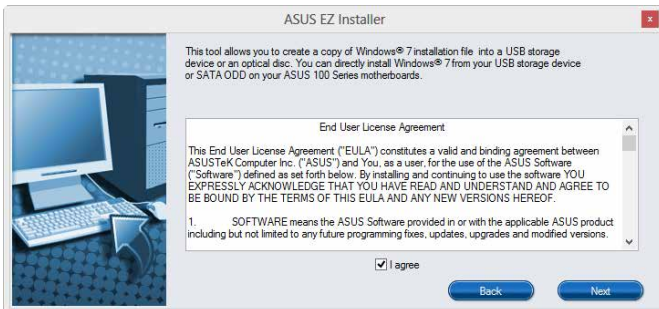 ASUS EZ Installer
x
This tool allows you to create a copy of Windows® 7 installation file into a USB storage
device or an optical disc. You can directly install Windows® 7 from your USB storage device
or SATA ODD on your ASUS 100 Series motherboards.
End User License Agreement
This End User License Agreement ("EULA") constitutes a valid and binding agreement between
ASUSTeK Computer Inc. ("ASUS") and You, as a user, for the use of the ASUS Software
("Software") defined as set forth below. By installing and continuing to use the software YOU
EXPRESSLY ACKNOWLEDGE THAT YOU HAVE READ AND UNDERSTAND AND AGREE TO
BE BOUND BY THE TERMS OF THIS EULA AND ANY NEW VERSIONS HEREOF.
1. SOFTWARE means the ASUS Software provided in or with the applicable ASUS product
including but not limited to any future programming fixes, updates, upgrades and modified versions.
I agree
Back Next